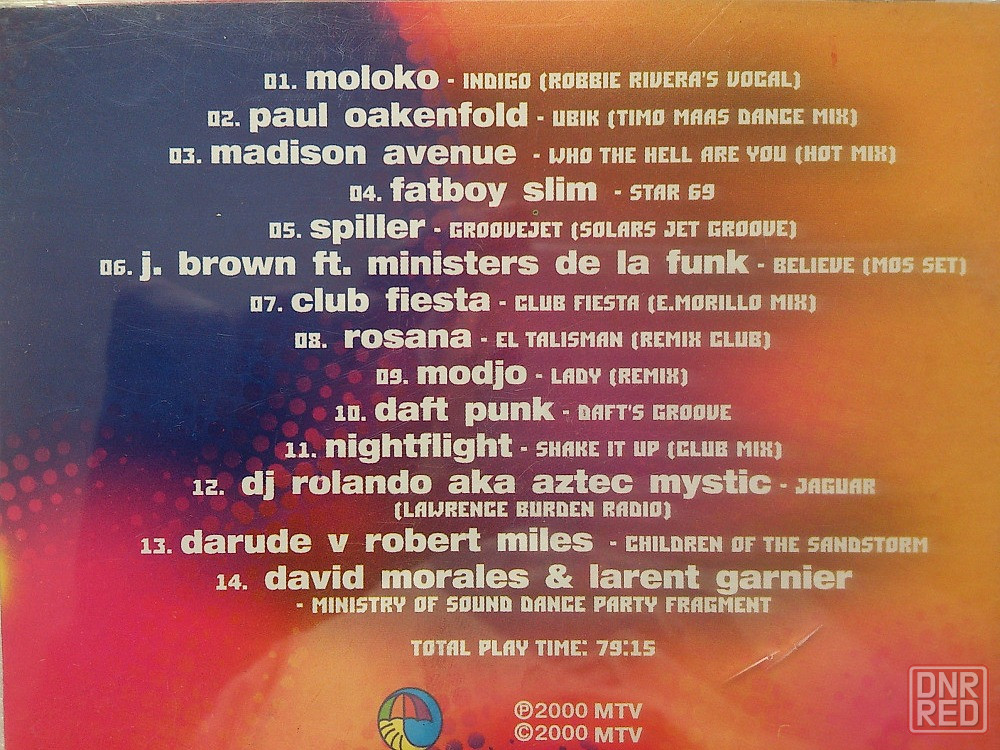 01. moloko - INDIGO (ROBBIE RIVERA'S VOCAL)
02. paul oakenfold - UBIK (TIMO MAAS DANCE MIX)
03. madison avenue - WHO THE HELL ARE YOU (HOT MIX)
04. fatboy slim - STAR 69
05. spiller - GROOVEJET (SOLARS JET GROOVE)
06. j. brown ft. ministers de la funk - BELIEVE (MOS SET)
07. club fiesta - CLUB FIESTA (E.MORILLO MIX)
08. rosana - EL TALISMAN (REMIX CLUB)
09. modjo - LADY (REMIX)
10. daft punk - DAFT'S GROOVE
11. nightflight - SHAKE IT UP (CLUB MIX)
12. dj rolando aka aztec mystic - JAGUAR
(LAWRENCE BURDEN RADIO)
13. darude v robert miles - CHILDREN OF THE SANDSTORM
14. david morales & larent garnier
- MINISTRY OF SOUND DANCE PARTY FRAGMENT
TOTAL PLAY TIME: 79:15
℗2000 MTV
©2000 MTV
DNR
RED